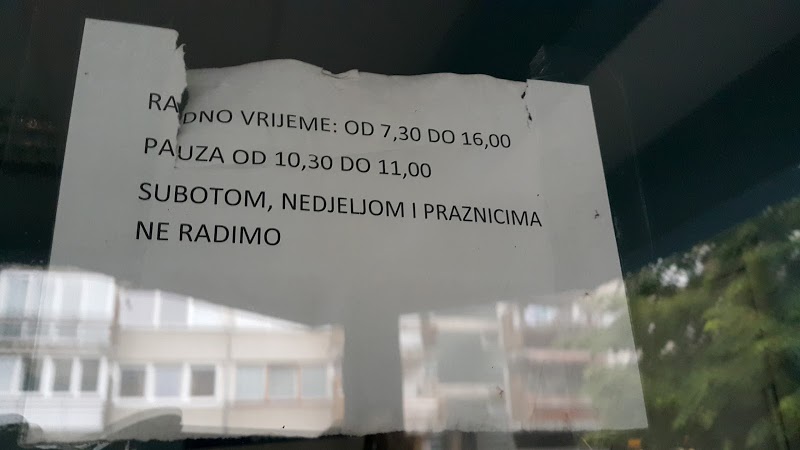 RADNO VRIJEME: OD 7,30 DO 16,00
PAUZA OD 10,30 DO 11,00
SUBOTOM, NEDJELJOM I PRAZNICIMA
NE RADIMO